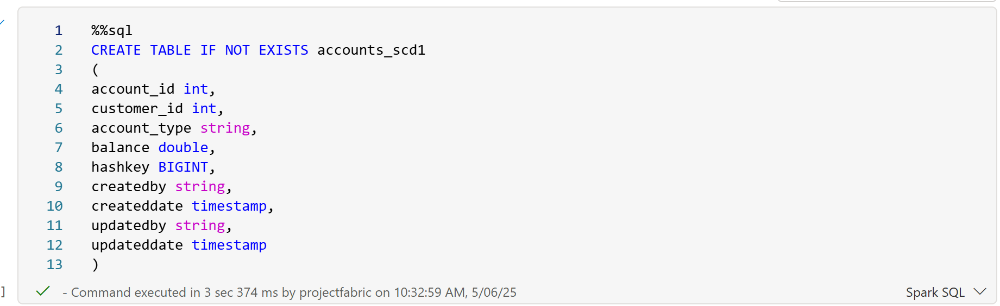 1 %%sql
2 CREATE TABLE IF NOT EXISTS accounts_scd1
3 (
4 account_id int,
5 customer_id int,
6 account_type string,
7 balance double,
8 hashkey BIGINT,
9 createdby string,
10 createddate timestamp,
11 updatedby string,
12 updateddate timestamp
13 )
] - Command executed in 3 sec 374 ms by projectfabric on 10:32:59 AM, 5/06/25 Spark SQL